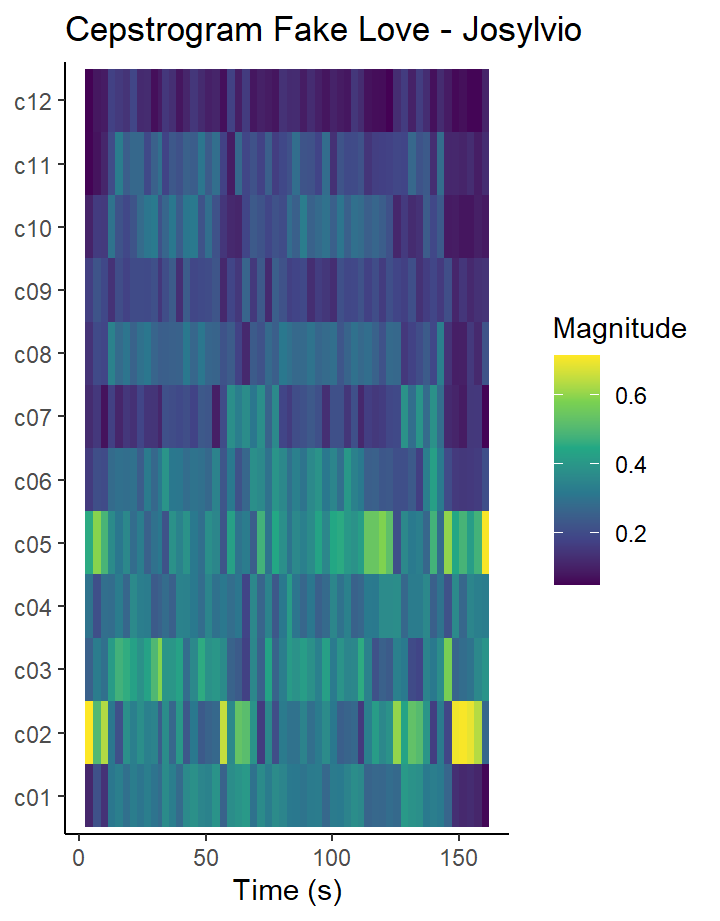 Cepstrogram Fake Love - Josylvio
c12
c11
c10
c09
c08
c07
c06
c05
c04
c03
c02
c01
0 50 100 150
Time (s)
Magnitude
0.6
0.4
0.2